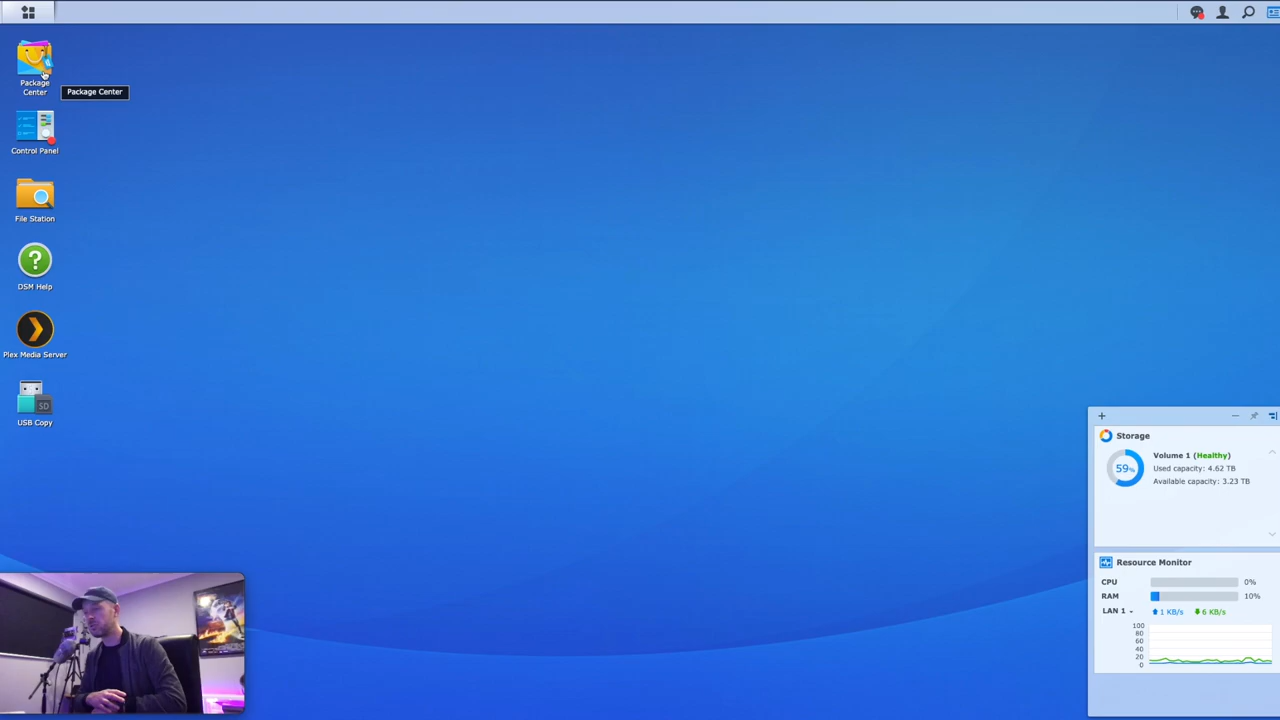 Package
Center
Package Center
Control Panel
File Station
DSM Help
Plex Media Server
SD
USB Copy
Storage
59%
Volume 1 (Healthy)
Used capacity: 4.62 TB
Available capacity: 3.23 TB
Resource Monitor
CPU 0%
RAM 10%
LAN 1 1 KB/s 6 KB/s
100
80
60
40
20
0